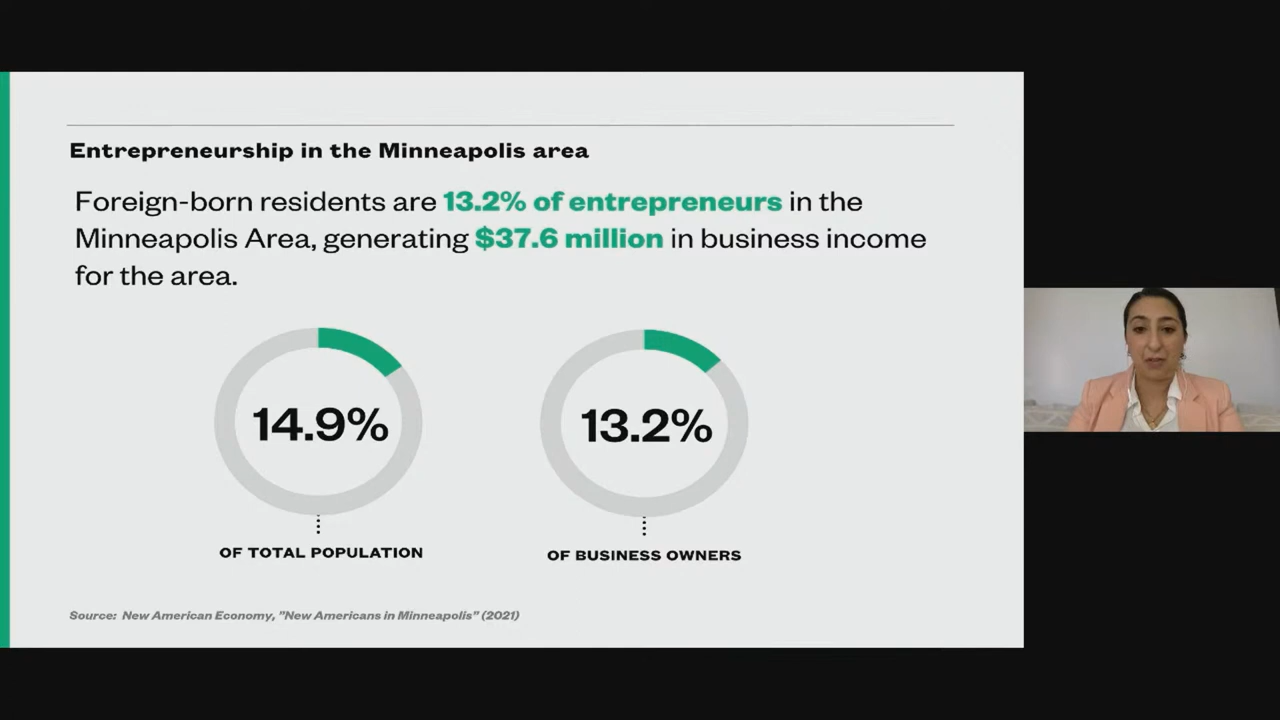 Entrepreneurship in the Minneapolis area
Foreign-born residents are 13.2% of entrepreneurs in the
Minneapolis Area, generating $37.6 million in business income
for the area.
14.9%
OF TOTAL POPULATION
13.2%
OF BUSINESS OWNERS
Source: New American Economy, "New Americans in Minneapolis" (2021)